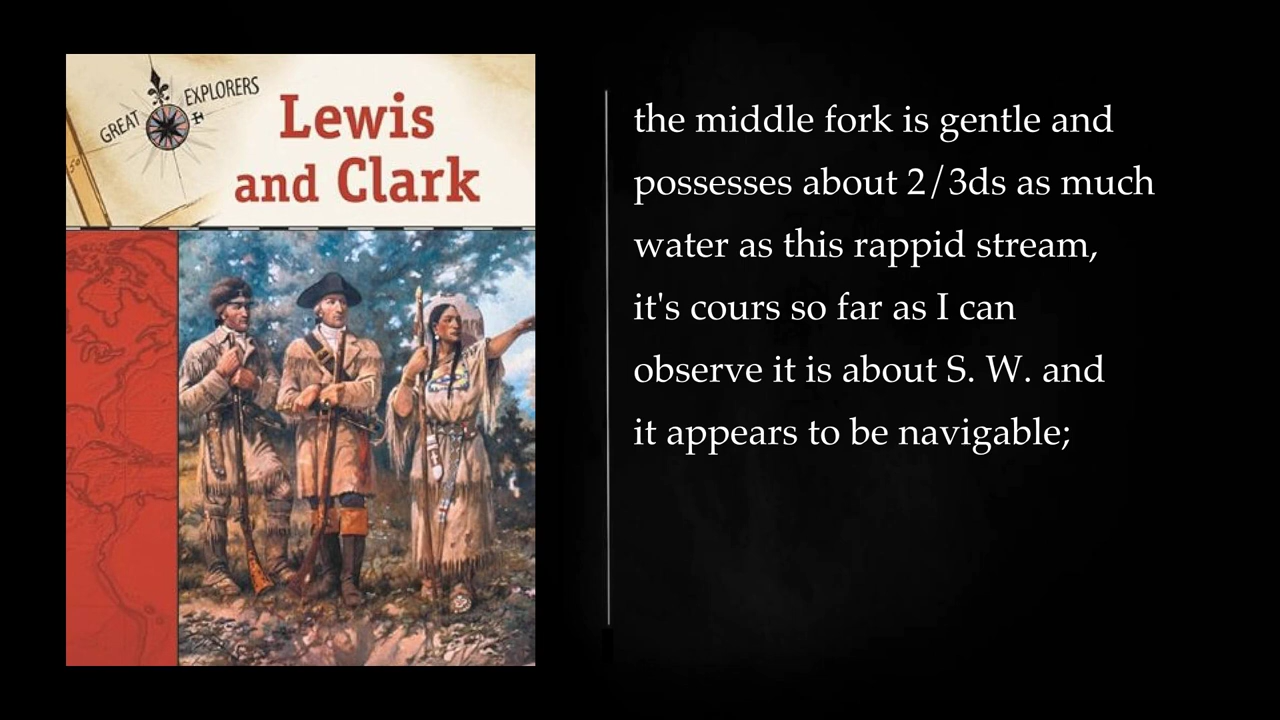 GREAT EXPLORERS
Lewis
and Clark
50
the middle fork is gentle and
possesses about 2/3ds as much
water as this rappid stream,
it's cours so far as I can
observe it is about S. W. and
it appears to be navigable;